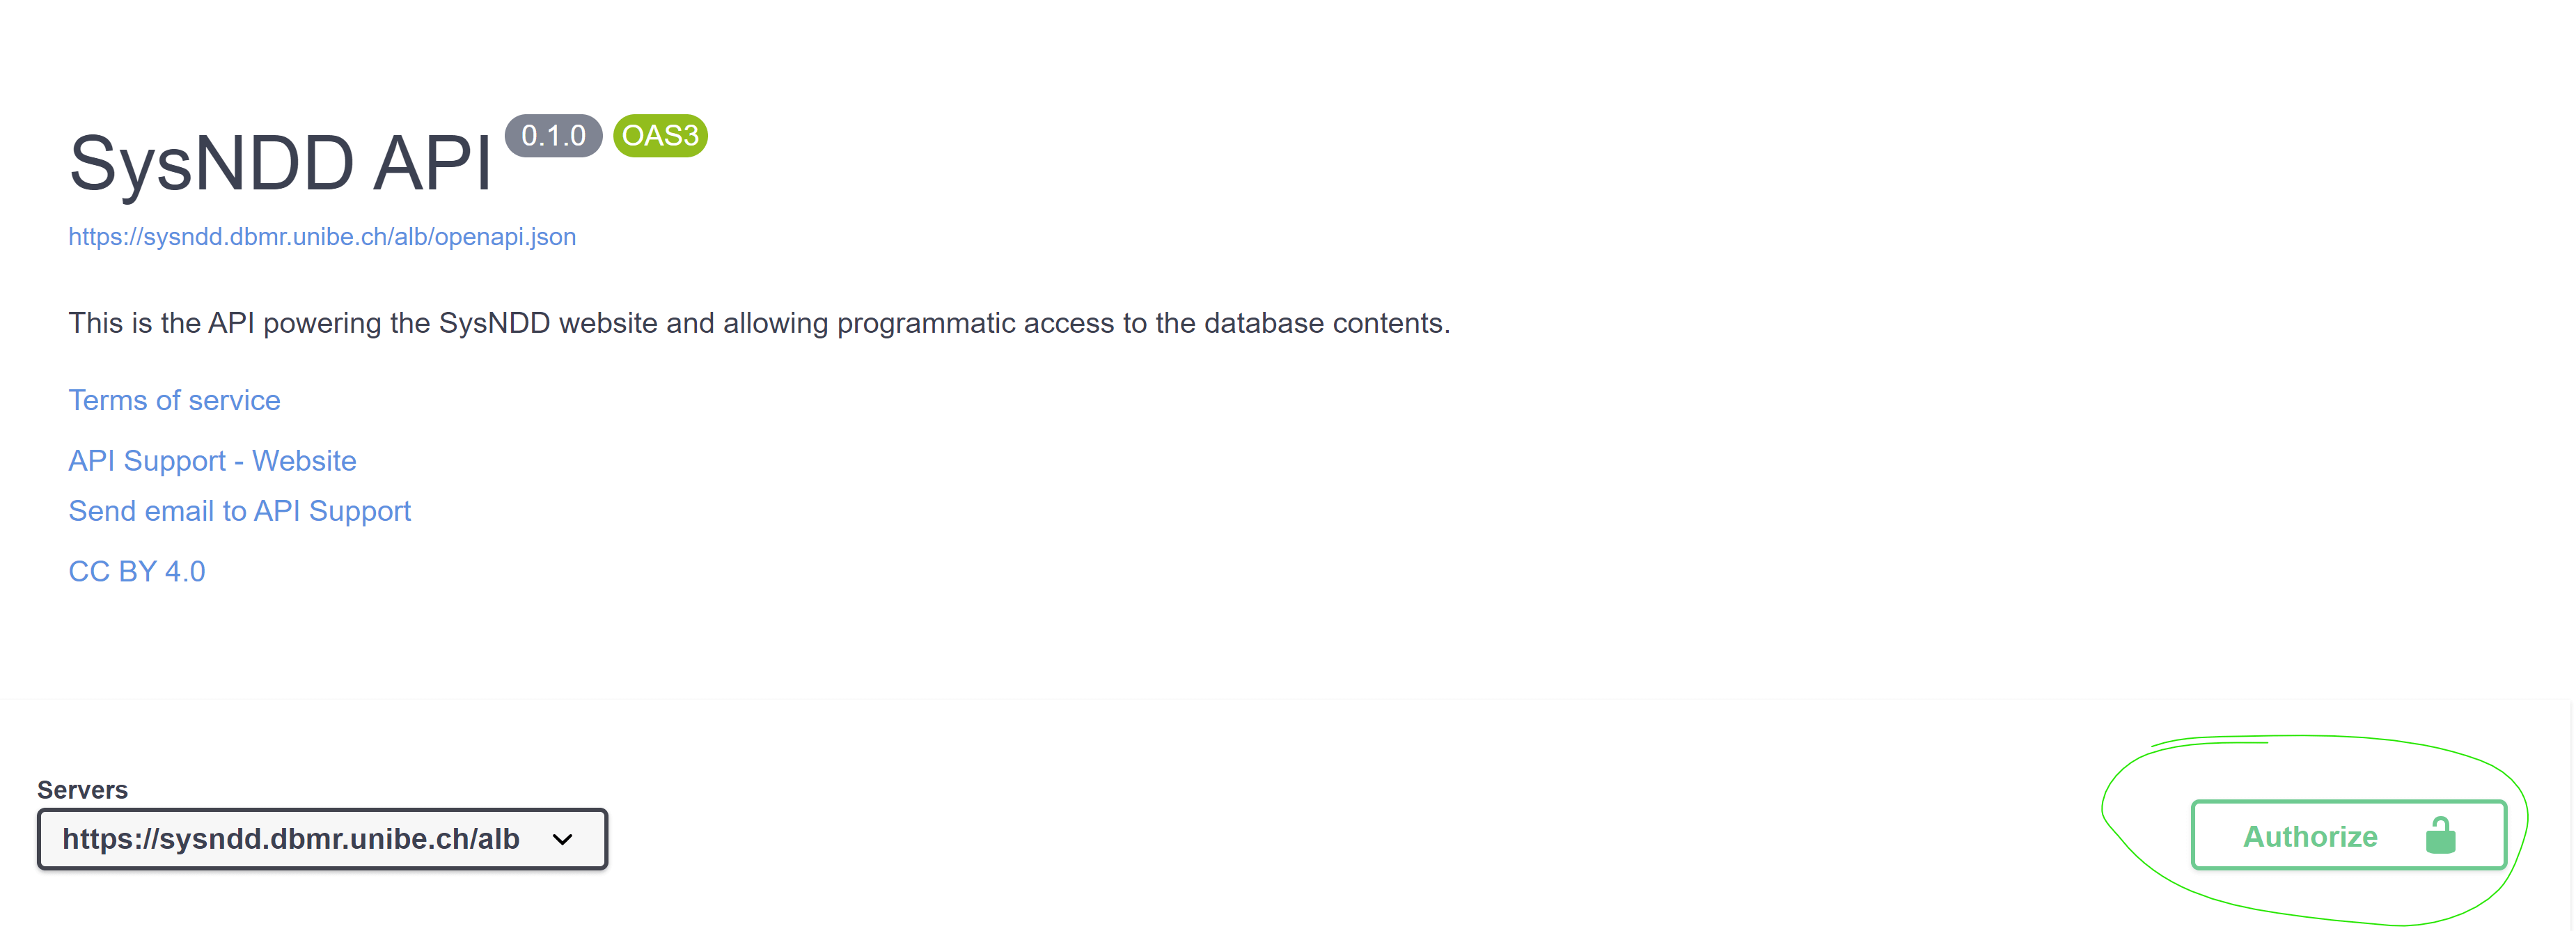 SysNDD API 0.1.0 OAS3
https://sysndd.dbmr.unibe.ch/alb/openapi.json
This is the API powering the SysNDD website and allowing programmatic access to the database contents.
Terms of service
API Support - Website
Send email to API Support
CC BY 4.0
Servers
https://sysndd.dbmr.unibe.ch/alb
Authorize